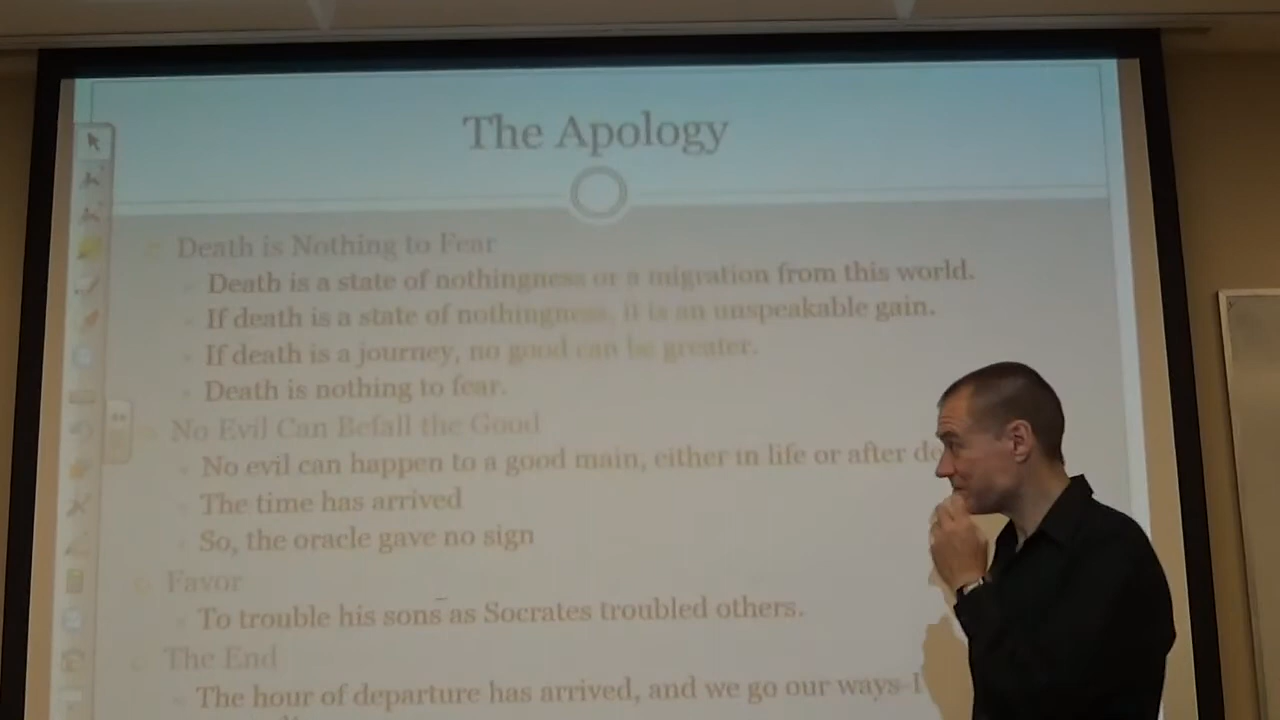 The Apology
Death is Nothing to Fear
Death is a state of nothingness or a migration from this world.
If death is a state of nothingness, it is an unspeakable gain.
If death is a journey, no good can be greater.
Death is nothing to fear.
No Evil Can Befall the Good
No evil can happen to a good main, either in life or after
The time has arrived
So, the oracle gave no sign
Favor
To trouble his sons as Socrates troubled others.
The End
The hour of departure has arrived, and we go our ways-I